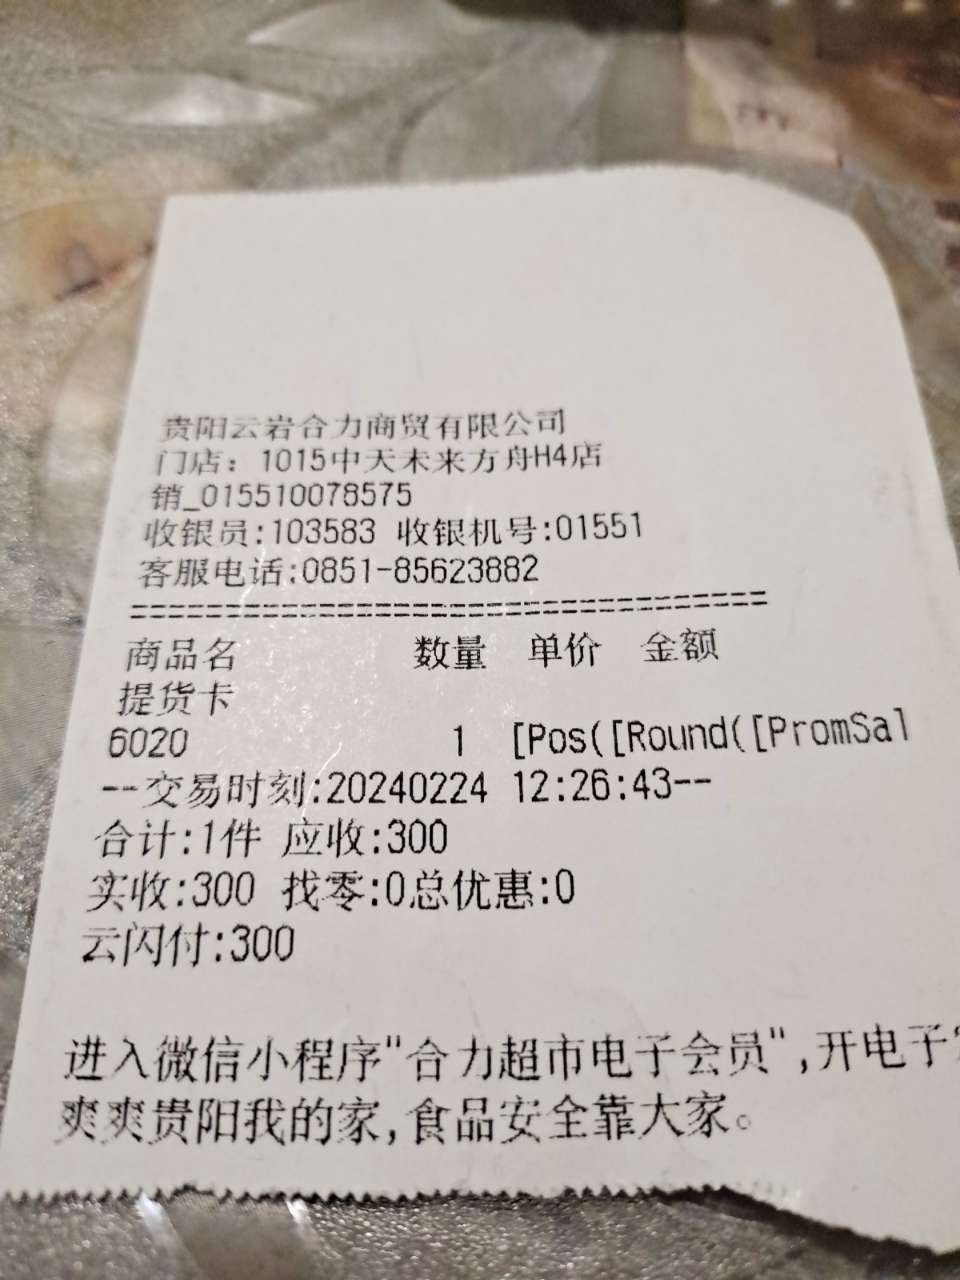 贵阳云岩合力商贸有限公司
门店：1015中天未来方舟H4店
销_015510078575
收银员:103583 收银机号:01551
客服电话:0851-85623882
===================================
商品名 数量 单价 金额
提货卡
6020 1 [Pos([Round([PromSal
--交易时刻:20240224 12:26:43--
合计:1件 应收:300
实收:300 找零:0总优惠:0
云闪付:300
进入微信小程序"合力超市电子会员",开电子
爽爽贵阳我的家,食品安全靠大家。